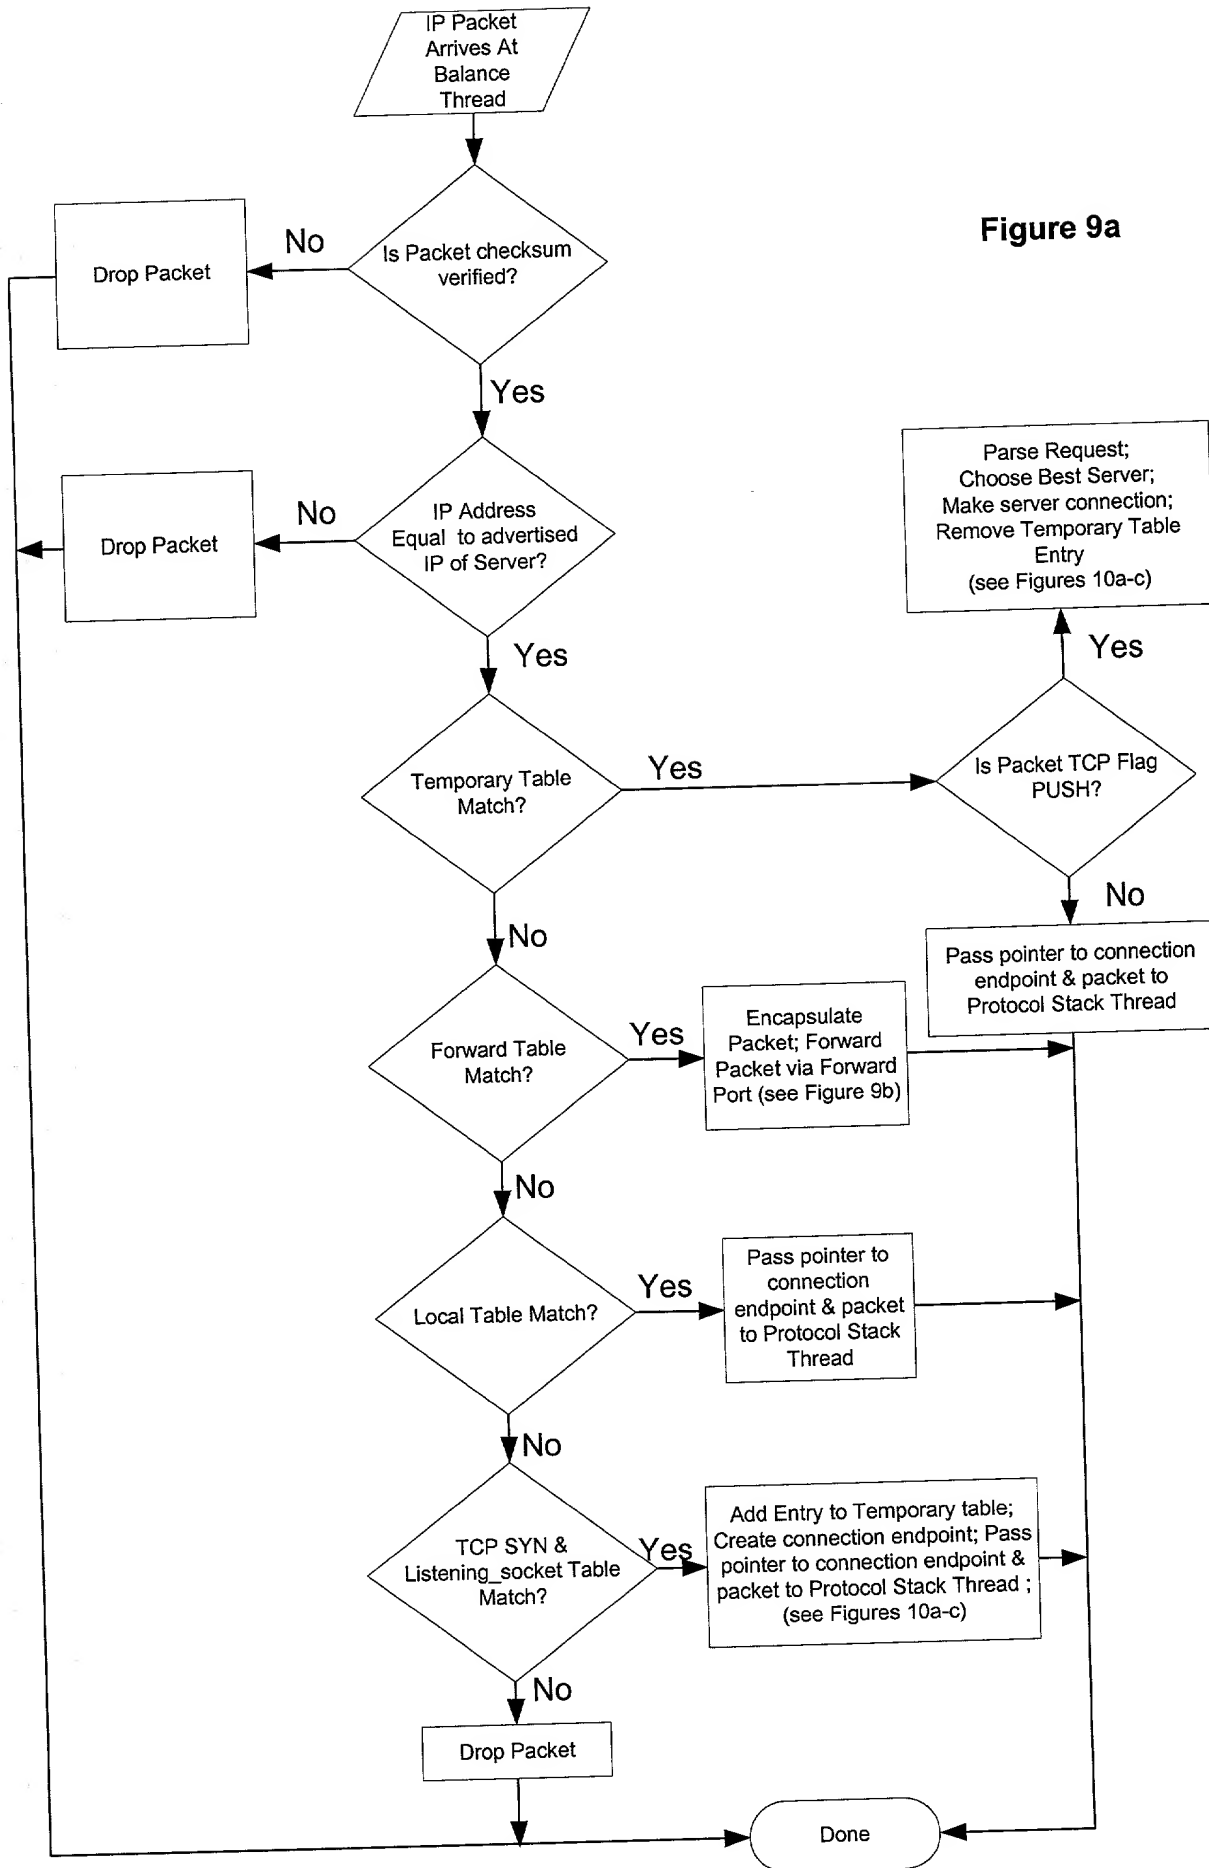 IP Packet
Arrives At
Balance
Thread
Figure 9a
No
Is Packet checksum
verified?
Drop Packet
Yes
Parse Request;
Choose Best Server;
Make server connection;
Remove Temporary Table
Entry
(see Figures 10a-c)
No
IP Address
Equal to advertised
IP of Server?
Drop Packet
Yes
Yes
Temporary Table
Match?
Yes
Is Packet TCP Flag
PUSH?
No
No
Pass pointer to connection
endpoint & packet to
Protocol Stack Thread
Forward Table
Match?
Yes
Encapsulate
Packet; Forward
Packet via Forward
Port (see Figure 9b)
No
Local Table Match?
Yes
Pass pointer to
connection
endpoint & packet
to Protocol Stack
Thread
No
TCP SYN &
Listening_socket Table
Match?
Yes
Add Entry to Temporary table;
Create connection endpoint; Pass
pointer to connection endpoint &
packet to Protocol Stack Thread ;
(see Figures 10a-c)
No
Drop Packet
Done